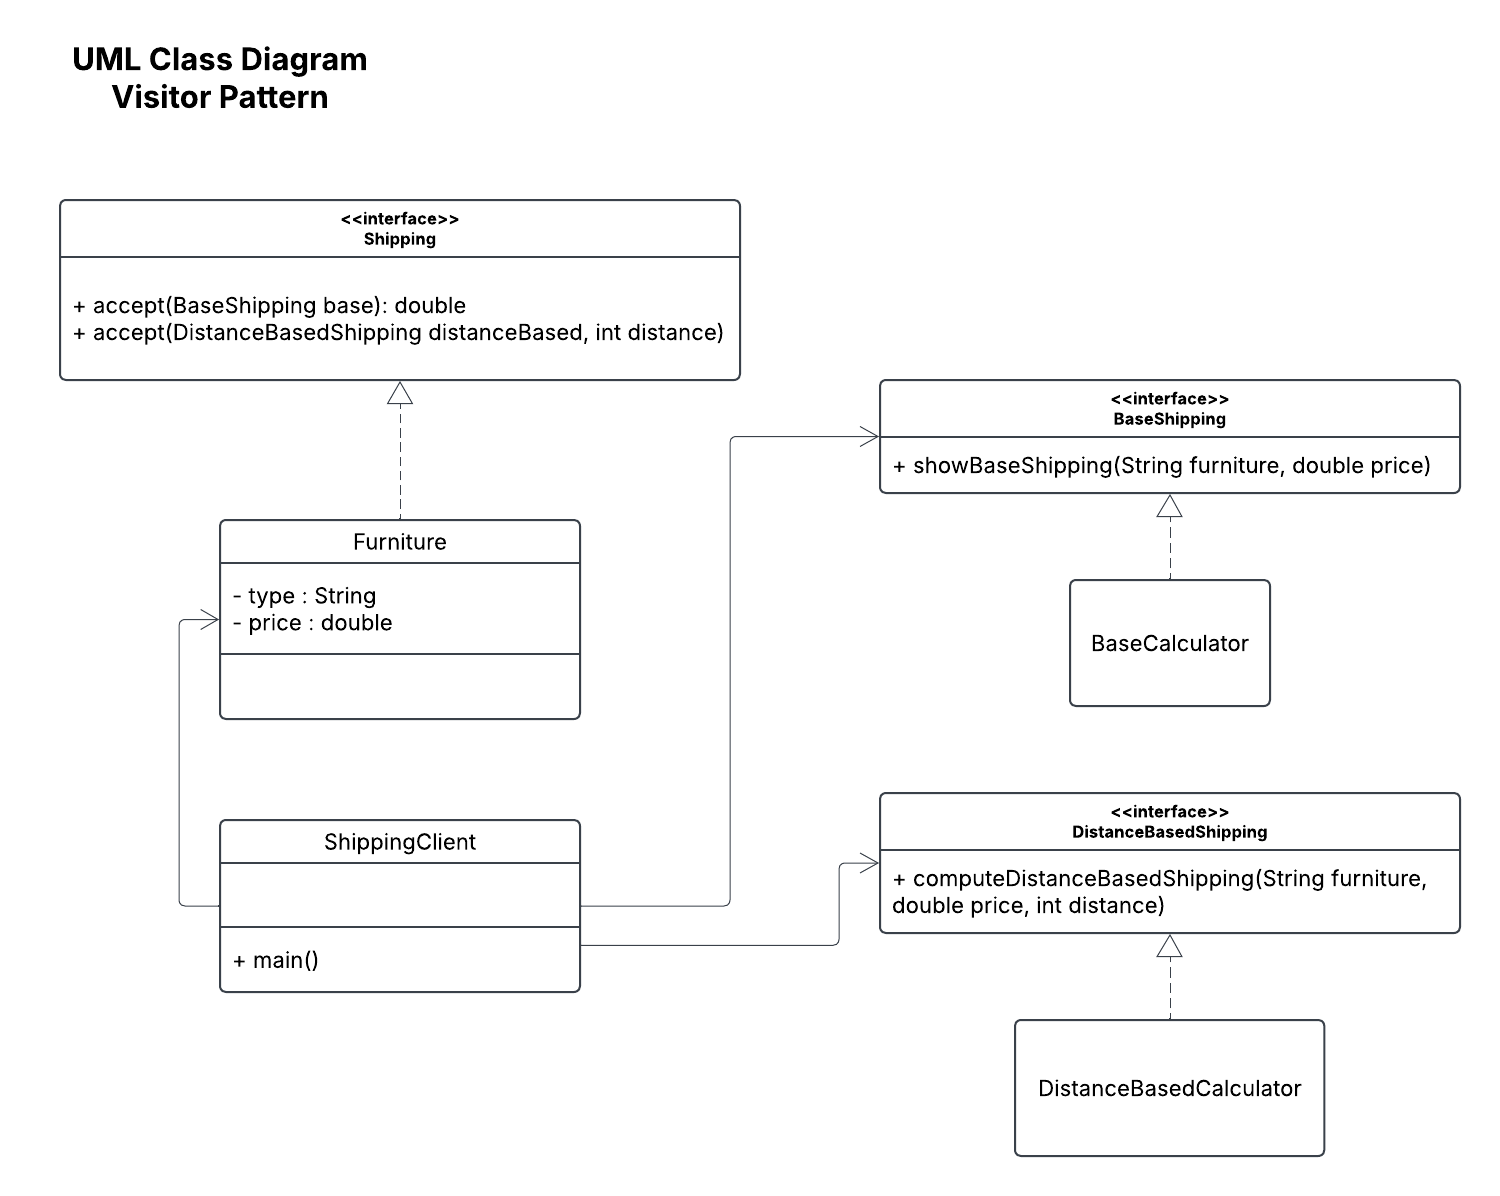 UML Class Diagram
Visitor Pattern
<<interface>>
Shipping
+ accept(BaseShipping base): double
+ accept(DistanceBasedShipping distanceBased, int distance)
<<interface>>
BaseShipping
+ showBaseShipping(String furniture, double price)
Furniture
- type : String
- price : double
BaseCalculator
ShippingClient
+ main()
<<interface>>
DistanceBasedShipping
+ computeDistanceBasedShipping(String furniture,
double price, int distance)
DistanceBasedCalculator